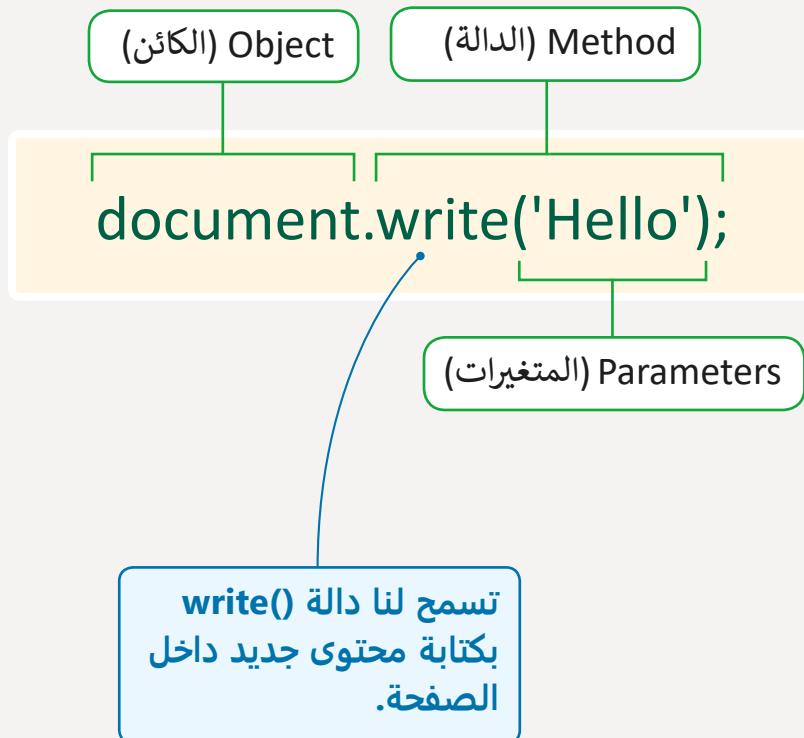 Object (الكائن)
Method (الدالة)
document.write('Hello');
Parameters (المتغيرات)
تسمح لنا دالة write()
بكتابة محتوى جديد داخل
الصفحة.